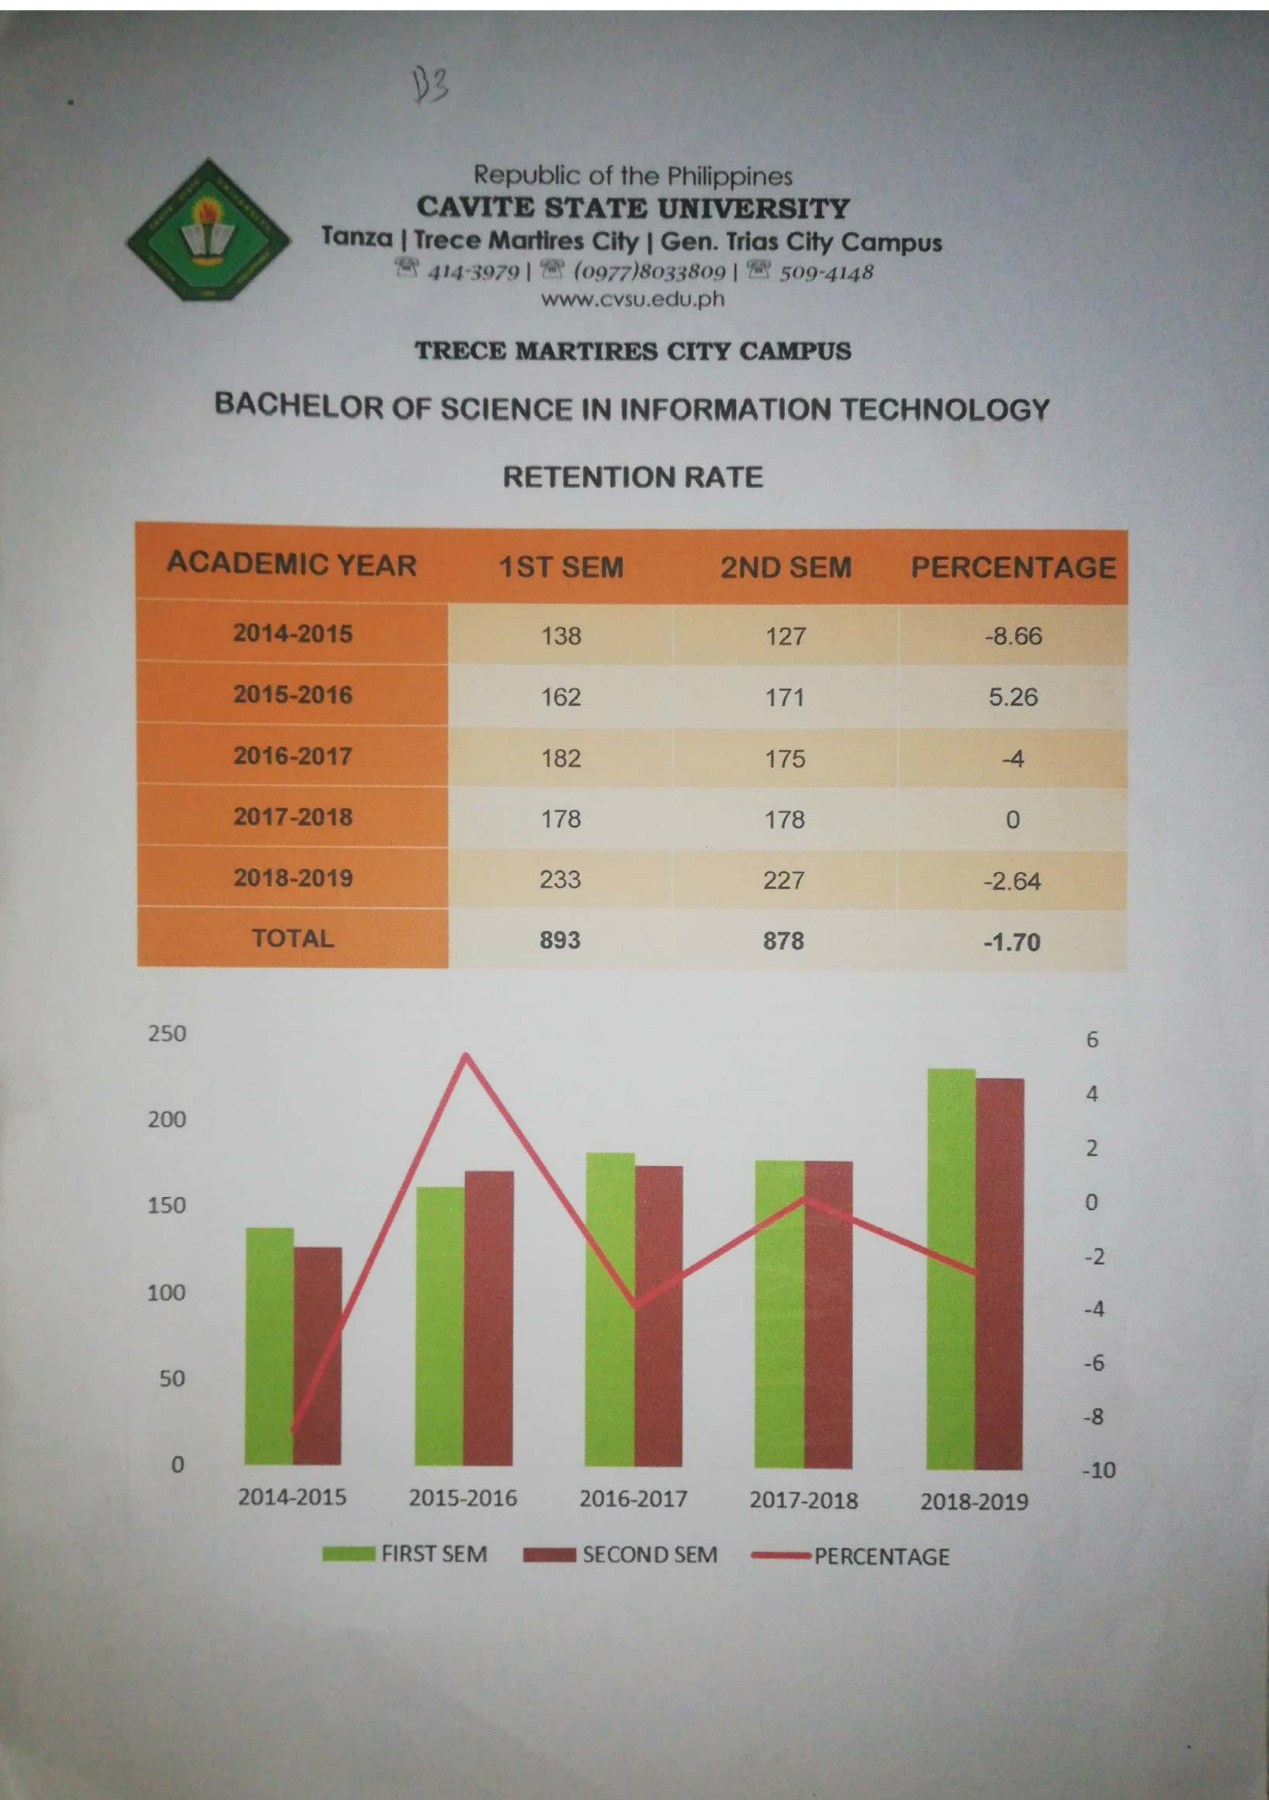 B3
Republic of the Philippines
CAVITE STATE UNIVERSITY
Tanza | Trece Martires City | Gen. Trias City Campus
☎ 414-3979 | ☎ (0977)8033809 | ☎ 509-4148
www.cvsu.edu.ph
TRECE MARTIRES CITY CAMPUS
BACHELOR OF SCIENCE IN INFORMATION TECHNOLOGY
RETENTION RATE
ACADEMIC YEAR 1ST SEM 2ND SEM PERCENTAGE
2014-2015 138 127 -8.66
2015-2016 162 171 5.26
2016-2017 182 175 -4
2017-2018 178 178 0
2018-2019 233 227 -2.64
TOTAL 893 878 -1.70
250 6
200 4
150 2
100 0
50 -2
0 -4
-6
-8
-10
2014-2015 2015-2016 2016-2017 2017-2018 2018-2019
FIRST SEM SECOND SEM PERCENTAGE